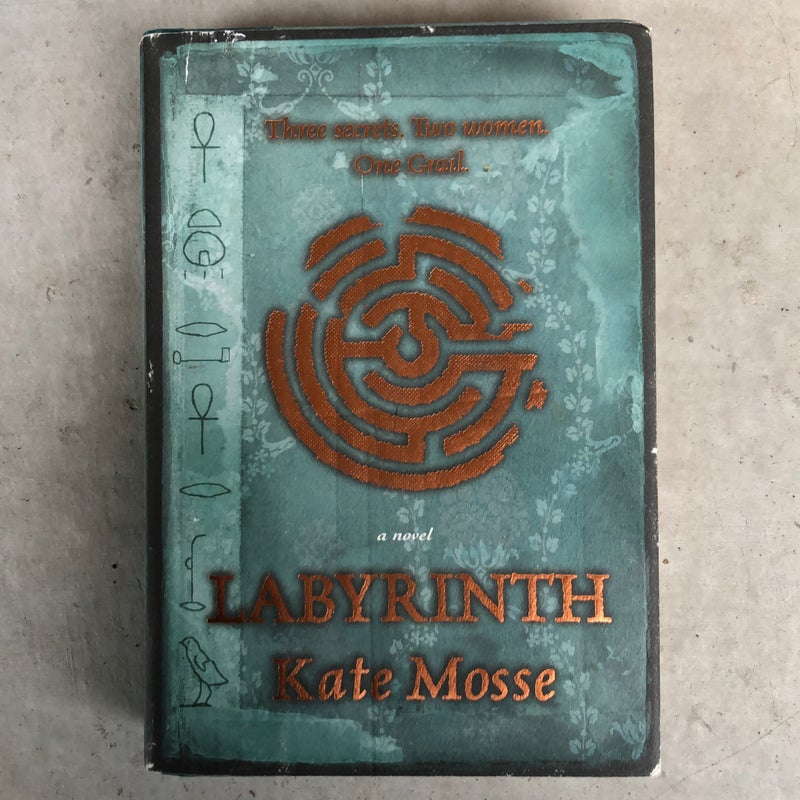 Three secrets. Two women.
One Grail.
a novel
LABYRINTH
Kate Mosse